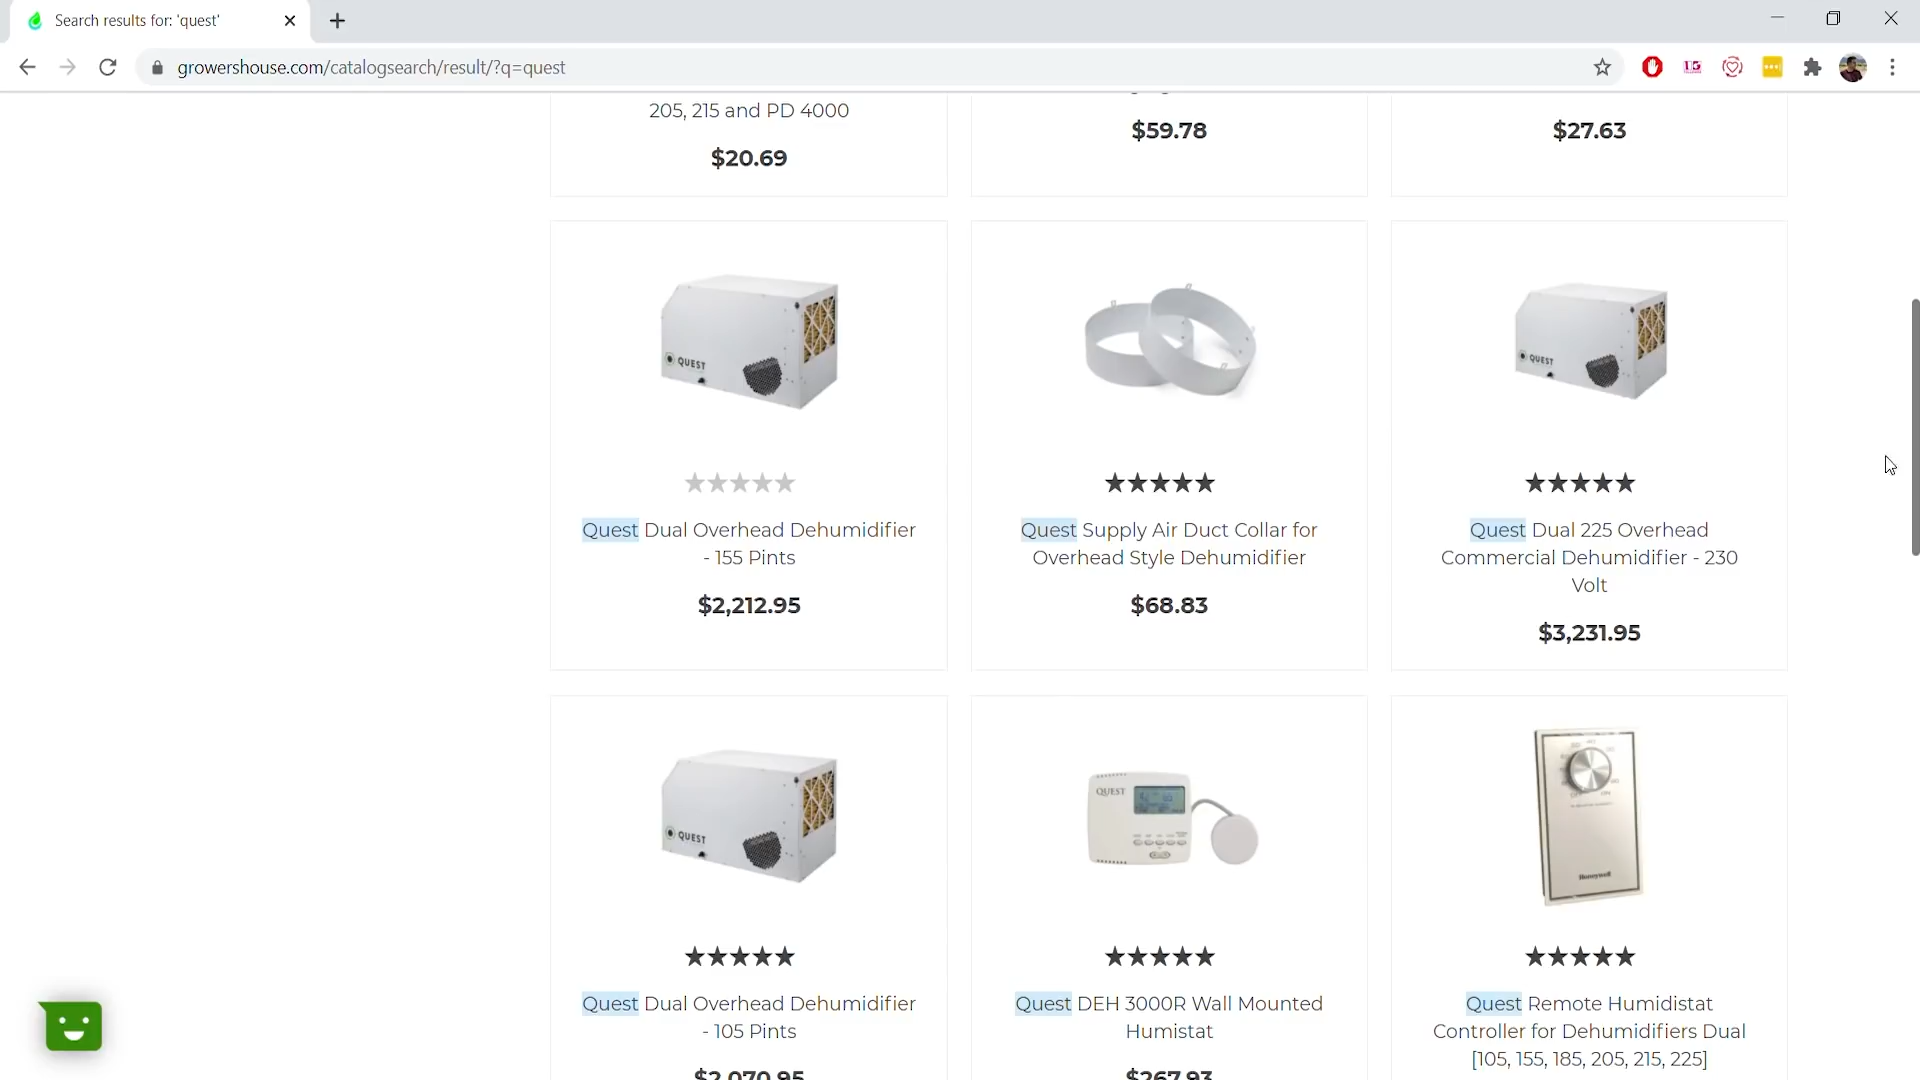 Search results for: 'quest'
growershouse.com/catalogsearch/result/?q=quest
205, 215 and PD 4000
$20.69
$59.78
$27.63
QUEST
QUEST
Quest Dual Overhead Dehumidifier
- 155 Pints
$2,212.95
Quest Supply Air Duct Collar for
Overhead Style Dehumidifier
$68.83
Quest Dual 225 Overhead
Commercial Dehumidifier - 230
Volt
$3,231.95
QUEST
QUEST
Honeywell
Quest Dual Overhead Dehumidifier
- 105 Pints
$2,070.95
Quest DEH 3000R Wall Mounted
Humistat
$267.93
Quest Remote Humidistat
Controller for Dehumidifiers Dual
[105, 155, 185, 205, 215, 225]